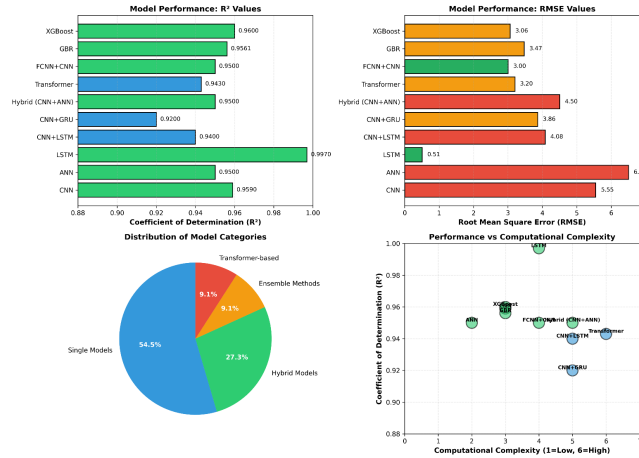 Model Performance: R² Values
XGBoost
0.9600
GBR
0.9561
FCNN+CNN
0.9500
Transformer
0.9430
Hybrid (CNN+ANN)
0.9500
CNN+GRU
0.9200
CNN+LSTM
0.9400
LSTM
0.9970
ANN
0.9500
CNN
0.9590
0.88 0.90 0.92 0.94 0.96 0.98 1.00
Coefficient of Determination (R²)
Model Performance: RMSE Values
XGBoost
3.06
GBR
3.47
FCNN+CNN
3.00
Transformer
3.20
Hybrid (CNN+ANN)
4.50
CNN+GRU
3.86
CNN+LSTM
4.08
LSTM
0.51
ANN
6.
CNN
5.55
0 1 2 3 4 5 6
Root Mean Square Error (RMSE)
Distribution of Model Categories
Transformer-based
9.1%
Ensemble Methods
9.1%
Single Models
54.5%
27.3%
Hybrid Models
Performance vs Computational Complexity
Coefficient of Determination (R²)
1.00
0.98
0.96
0.94
0.92
0.90
0.88
LSTM
XGBoost
GBR
ANN
FCNN+CNN
Hybrid (CNN+ANN)
Transformer
CNN+LSTM
CNN+GRU
0 1 2 3 4 5 6
Computational Complexity (1=Low, 6=High)